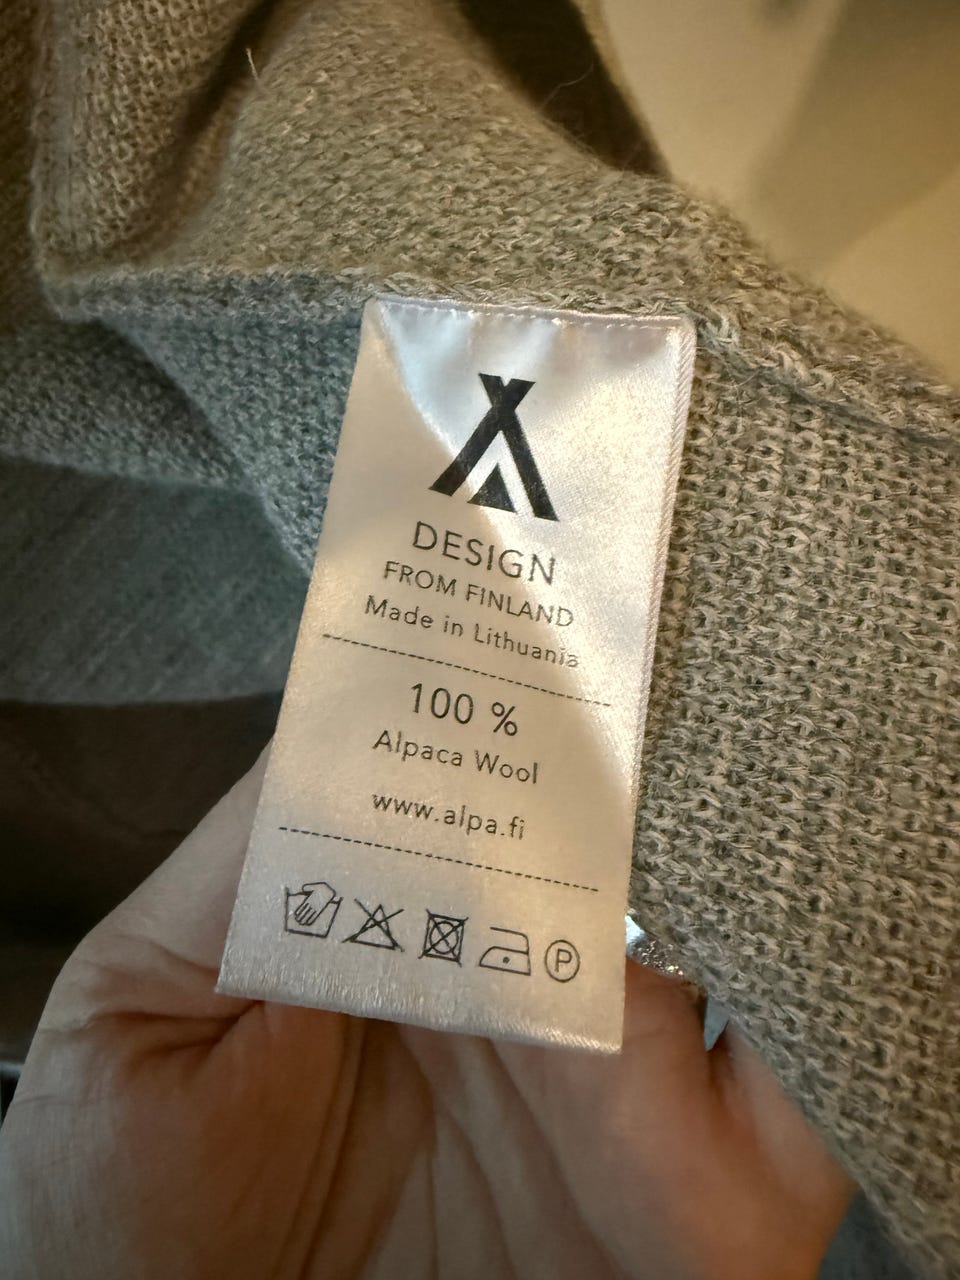 DESIGN
FROM FINLAND
Made in Lithuania
100 %
Alpaca Wool
www.alpa.fi
P